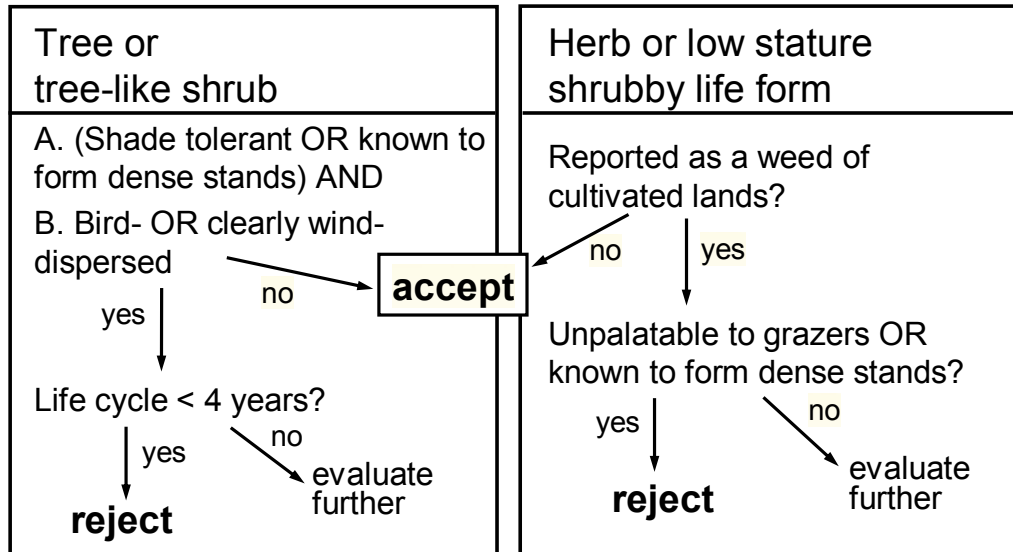 Tree or
tree-like shrub
A. (Shade tolerant OR known to
form dense stands) AND
B. Bird- OR clearly wind-
dispersed
no
yes
Life cycle < 4 years?
yes
no
reject
evaluate
further
accept
Herb or low stature
shrubby life form
Reported as a weed of
cultivated lands?
no
yes
Unpalatable to grazers OR
known to form dense stands?
yes
no
reject
evaluate
further